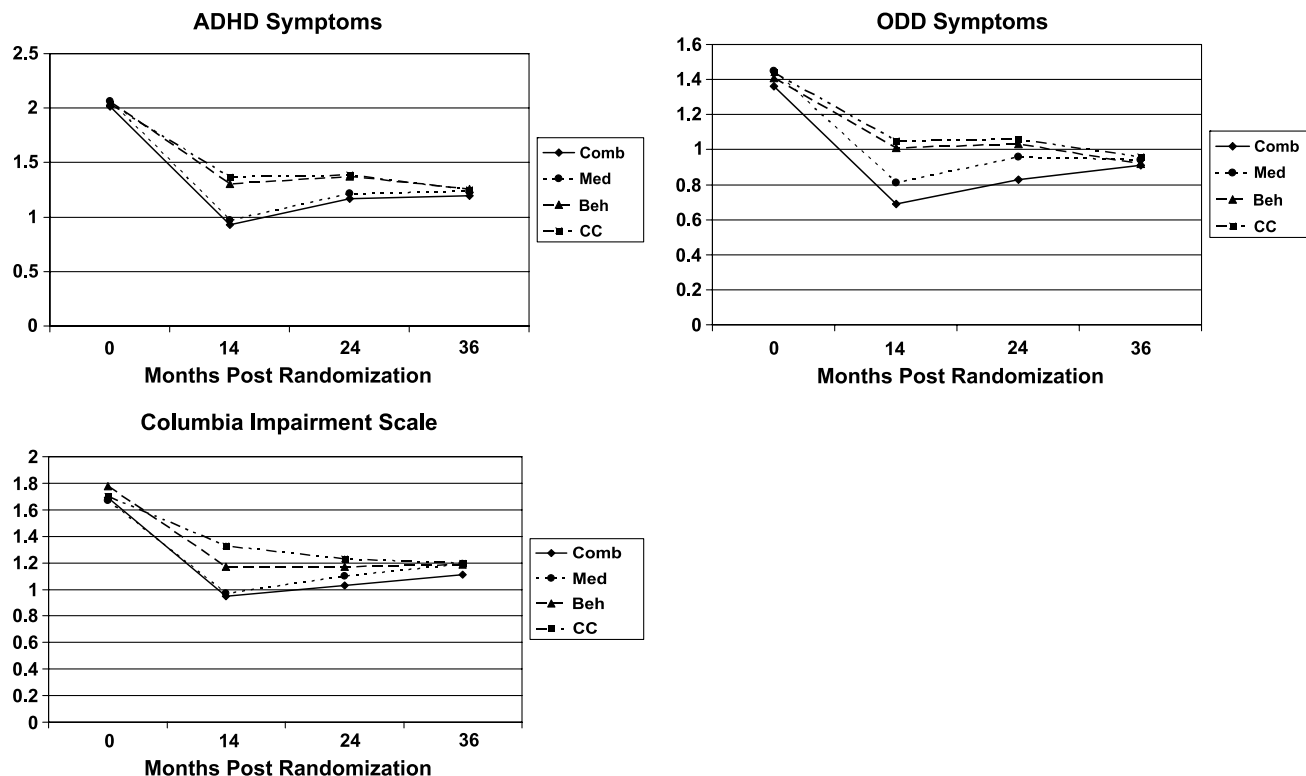 ADHD Symptoms
2.5
2
1.5
1
0.5
0
0 14 24 36
Months Post Randomization
Comb
Med
Beh
CC
ODD Symptoms
1.6
1.4
1.2
1
0.8
0.6
0.4
0.2
0
0 14 24 36
Months Post Randomization
Comb
Med
Beh
CC
Columbia Impairment Scale
2
1.8
1.6
1.4
1.2
1
0.8
0.6
0.4
0.2
0
0 14 24 36
Months Post Randomization
Comb
Med
Beh
CC